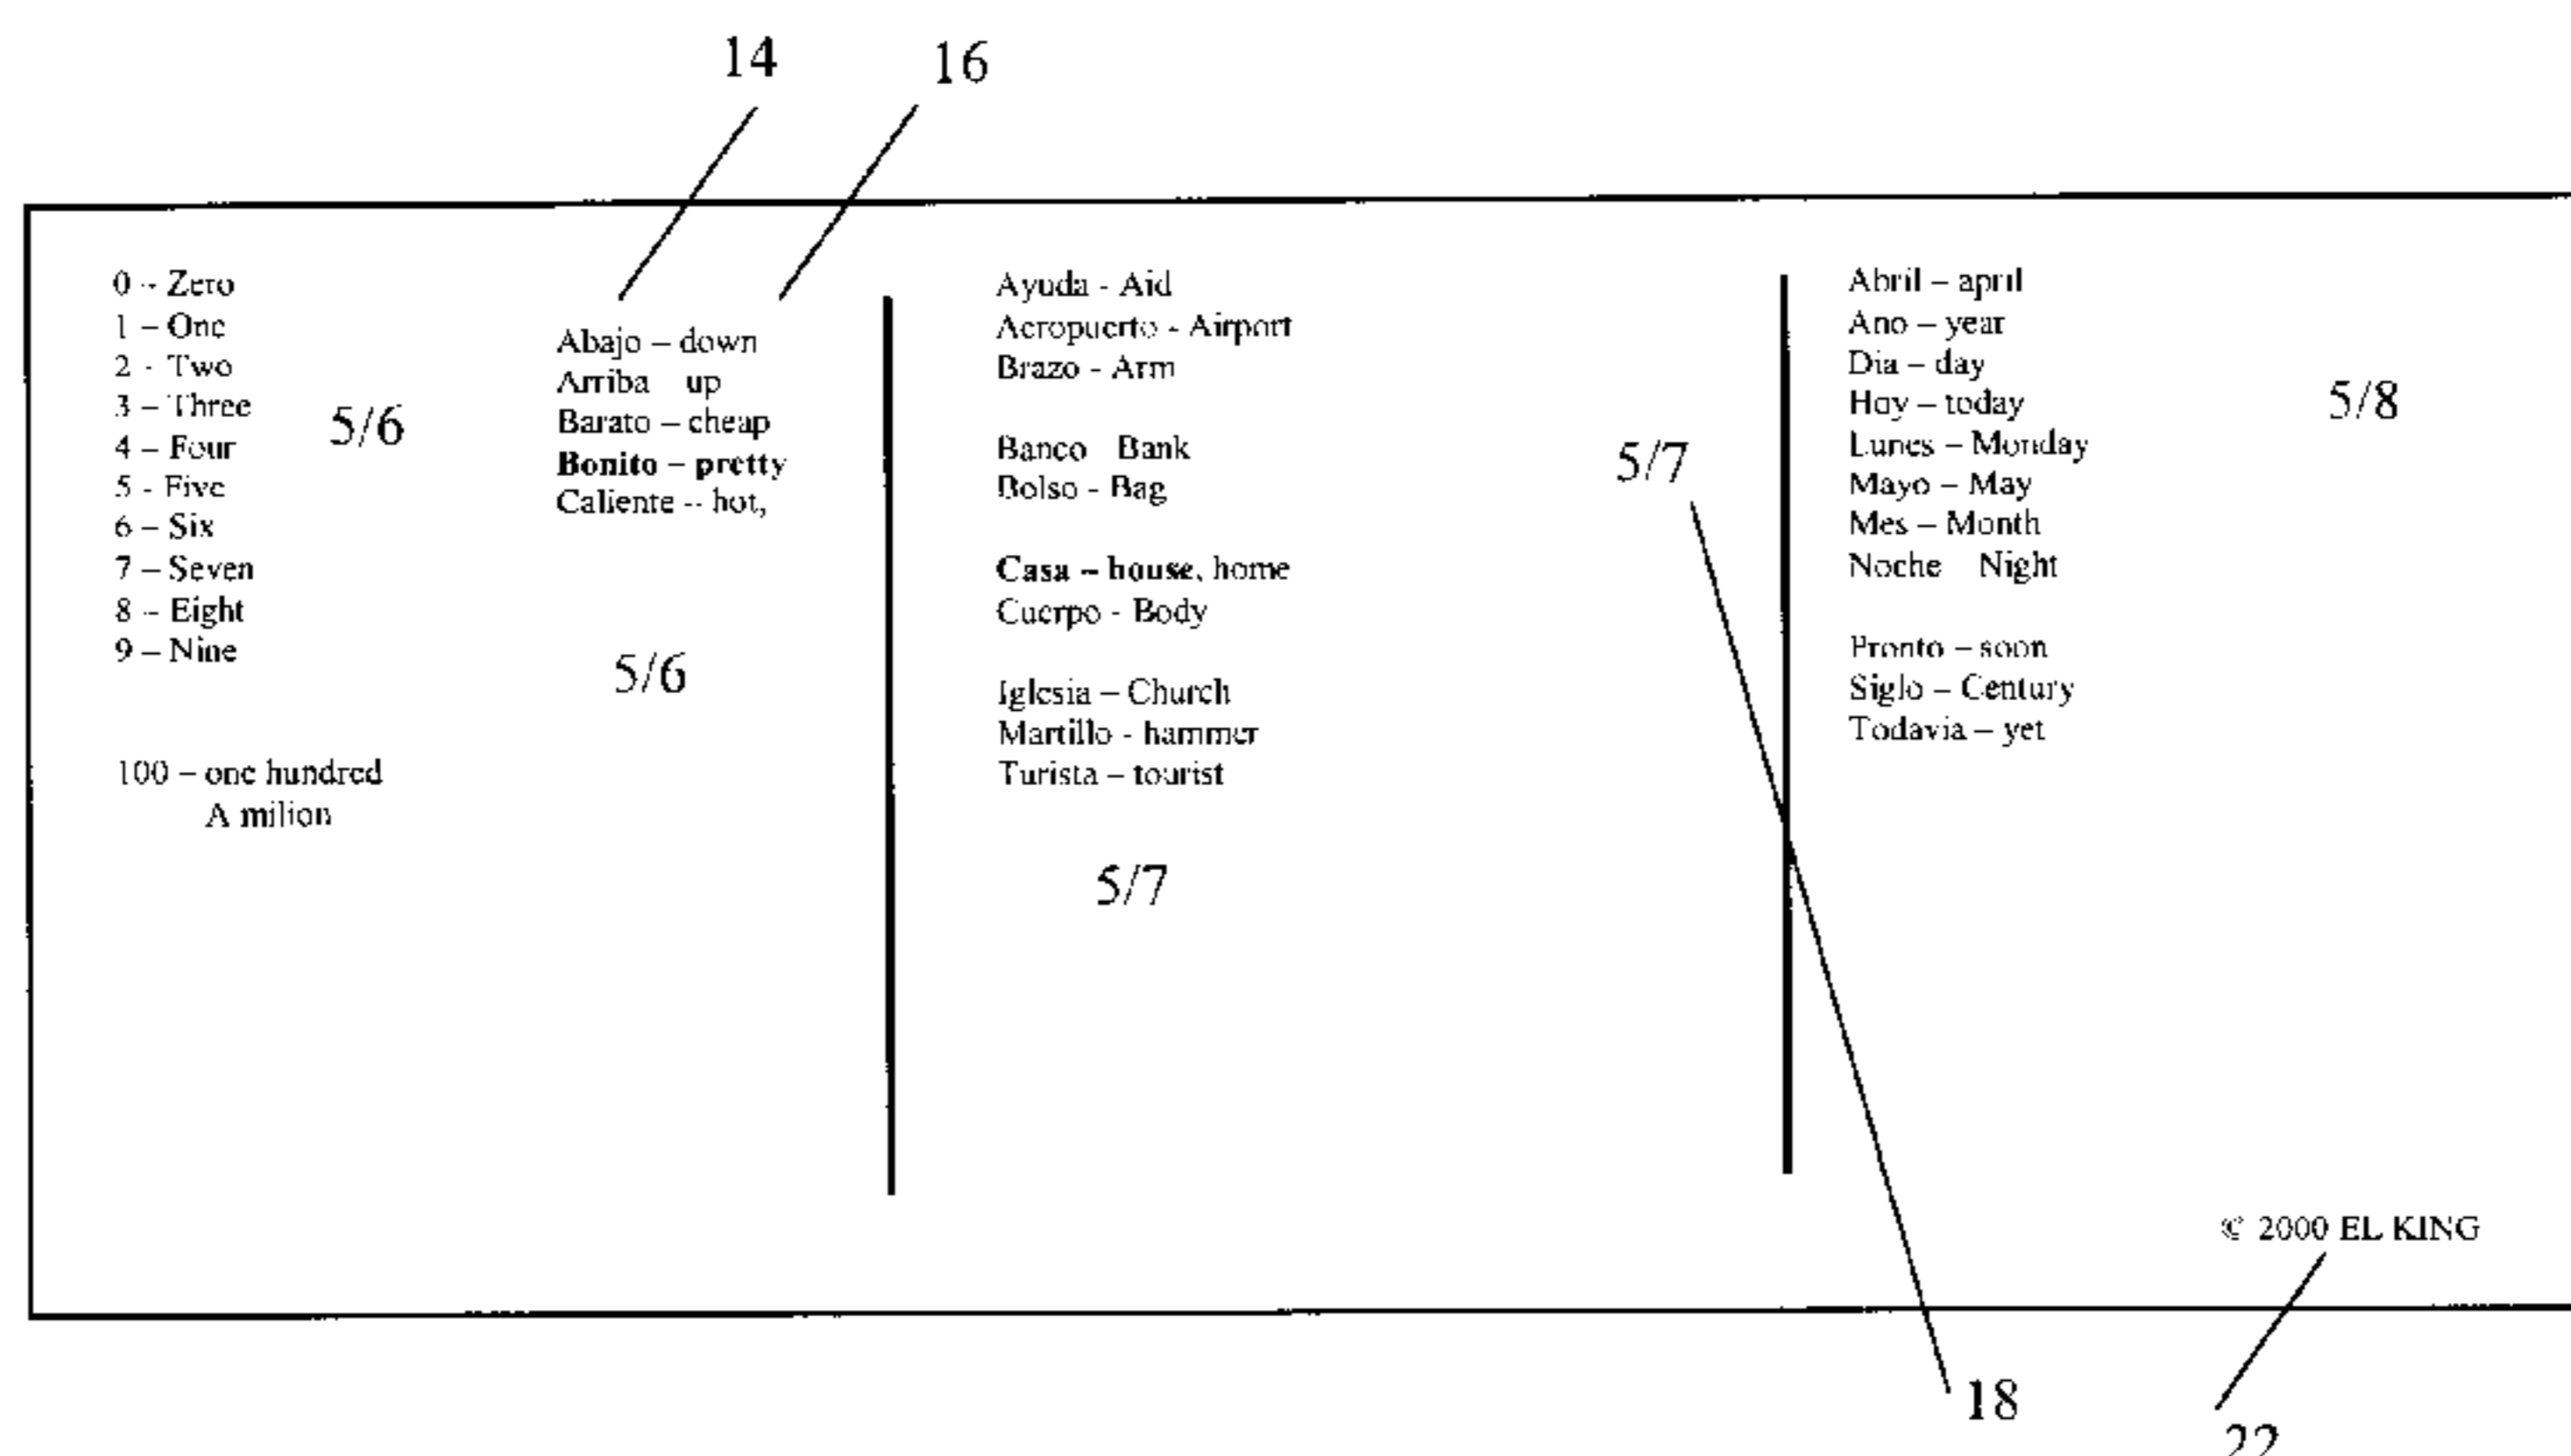 14 16
0 - Zero
1 – One
2 - Two
3 – Three
4 – Four
5 - Five
6 – Six
7 – Seven
8 – Eight
9 – Nine
100 – one hundred
A milion
5/6
Abajo – down
Arriba up
Barato – cheap
Bonito – pretty
Caliente – hot,
5/6
Ayuda - Aid
Aeropuerto - Airport
Brazo - Arm
Banco Bank
Bolso - Bag
Casa – house, home
Cuerpo - Body
Iglesia – Church
Martillo - hammer
Turista – tourist
5/7
5/7
Abril – april
Ano – year
Dia – day
Hoy – today
Lunes – Monday
Mayo – May
Mes – Month
Noche Night
Pronto – soon
Siglo – Century
Todavia – yet
5/8
© 2000 EL KING
18
22